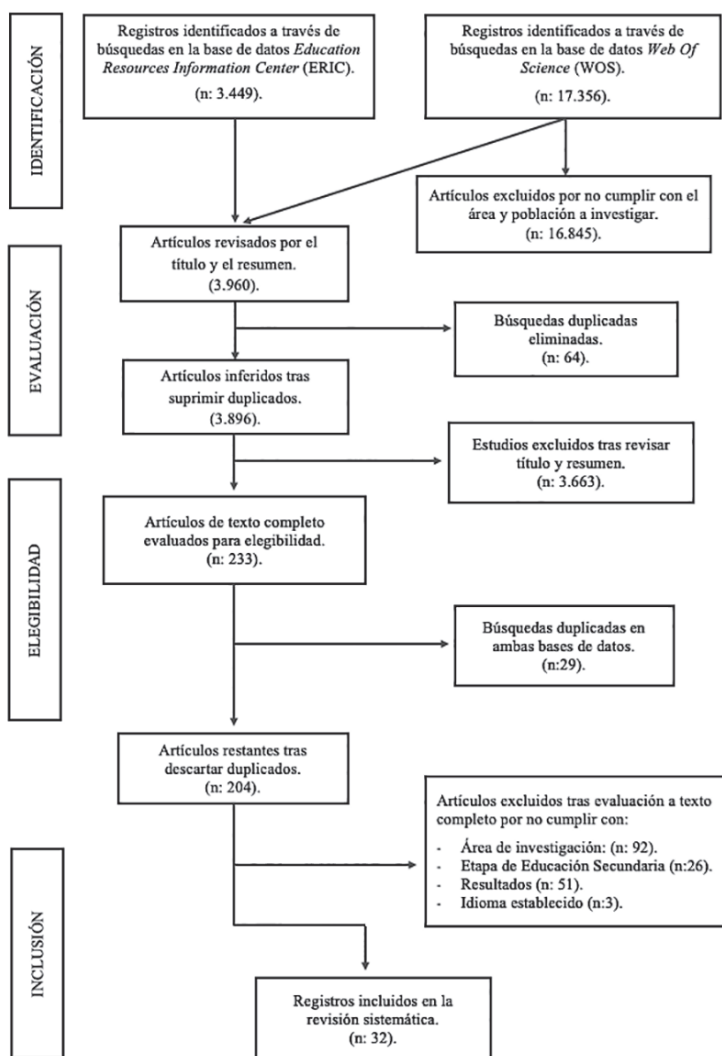 IDENTIFICACIÓN
Registros identificados a través de
búsquedas en la base de datos Education
Resources Information Center (ERIC).
(n: 3.449).
Registros identificados a través de
búsquedas en la base de datos Web Of
Science (WOS).
(n: 17.356).
Artículos excluidos por no cumplir con el
área y población a investigar.
(n: 16.845).
EVALUACIÓN
Artículos revisados por el
título y el resumen.
(3.960).
Búsquedas duplicadas
eliminadas.
(n: 64).
Artículos inferidos tras
suprimir duplicados.
(3.896).
Estudios excluidos tras revisar
título y resumen.
(n: 3.663).
ELEGIBILIDAD
Artículos de texto completo
evaluados para elegibilidad.
(n: 233).
Búsquedas duplicadas en
ambas bases de datos.
(n:29).
Artículos restantes tras
descartar duplicados.
(n: 204).
Artículos excluidos tras evaluación a texto
completo por no cumplir con:
- Área de investigación: (n: 92).
- Etapa de Educación Secundaria (n:26).
- Resultados (n: 51).
- Idioma establecido (n:3).
INCLUSIÓN
Registros incluidos en la
revisión sistemática.
(n: 32).